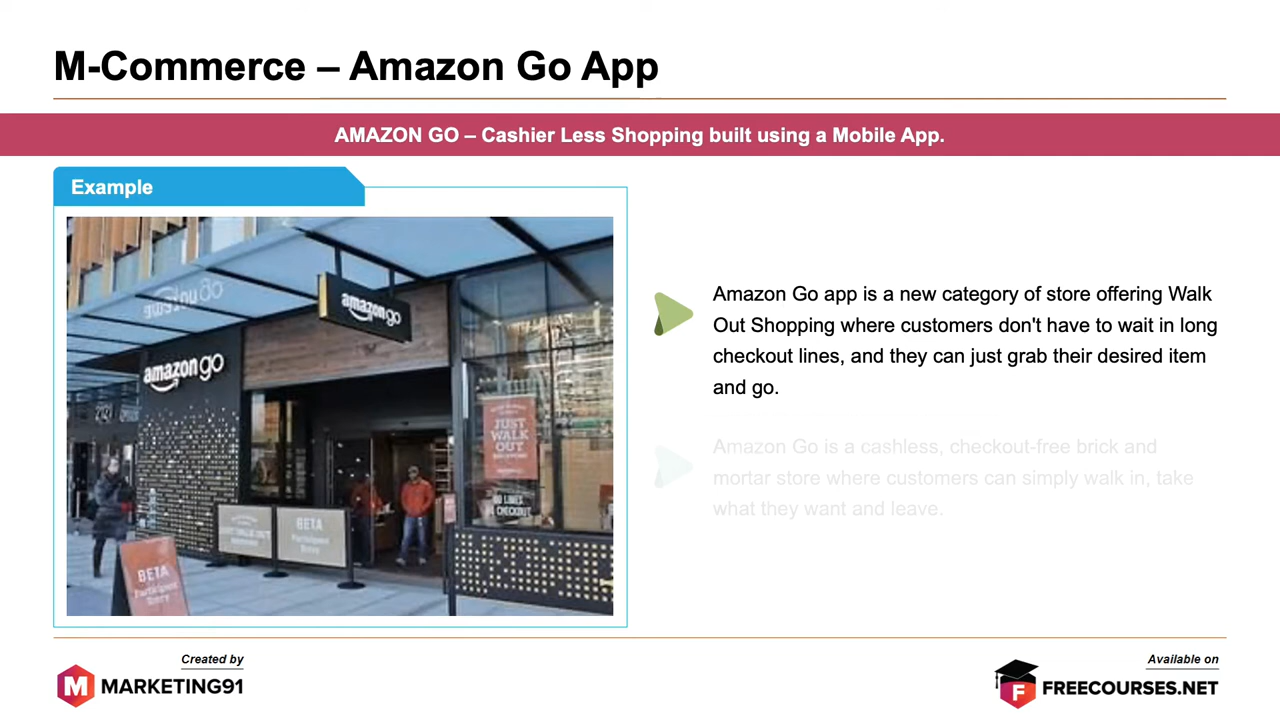 M-Commerce – Amazon Go App
AMAZON GO – Cashier Less Shopping built using a Mobile App.
Example
amazon go
amazon go
JUST
WALK
OUT
NO LINES
BETA
Participant
Entry
BETA
Participant
Entry
Amazon Go app is a new category of store offering Walk
Out Shopping where customers don't have to wait in long
checkout lines, and they can just grab their desired item
and go.
Amazon Go is a cashless, checkout-free brick and
mortar store where customers can simply walk in, take
what they want and leave.
Created by
M MARKETING91
Available on
F FREECOURSES.NET